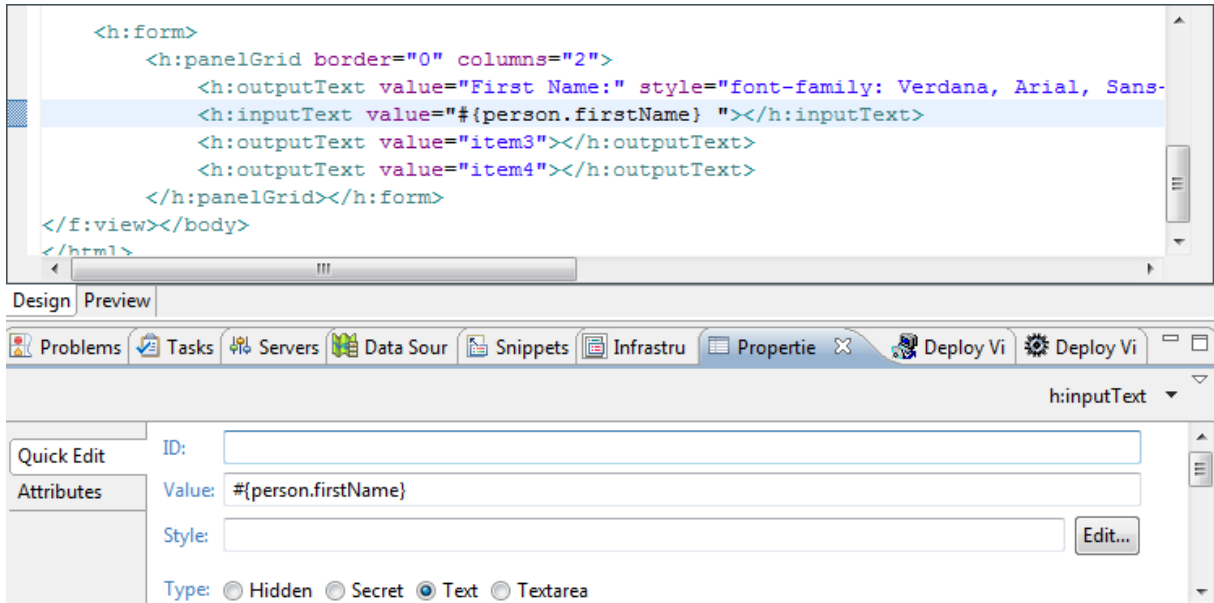 <h:form>
<h:panelGrid border="0" columns="2">
<h:outputText value="First Name:" style="font-family: Verdana, Arial, Sans-
<h:inputText value="#{person.firstName} "></h:inputText>
<h:outputText value="item3"></h:outputText>
<h:outputText value="item4"></h:outputText>
</h:panelGrid></h:form>
</f:view></body>
</html>
Design Preview
Problems Tasks Servers Data Sour Snippets Infrastru Propertie Deploy Vi Deploy Vi
h:inputText
Quick Edit ID:
Attributes Value: #{person.firstName}
Style: Edit...
Type: Hidden Secret Text Textarea